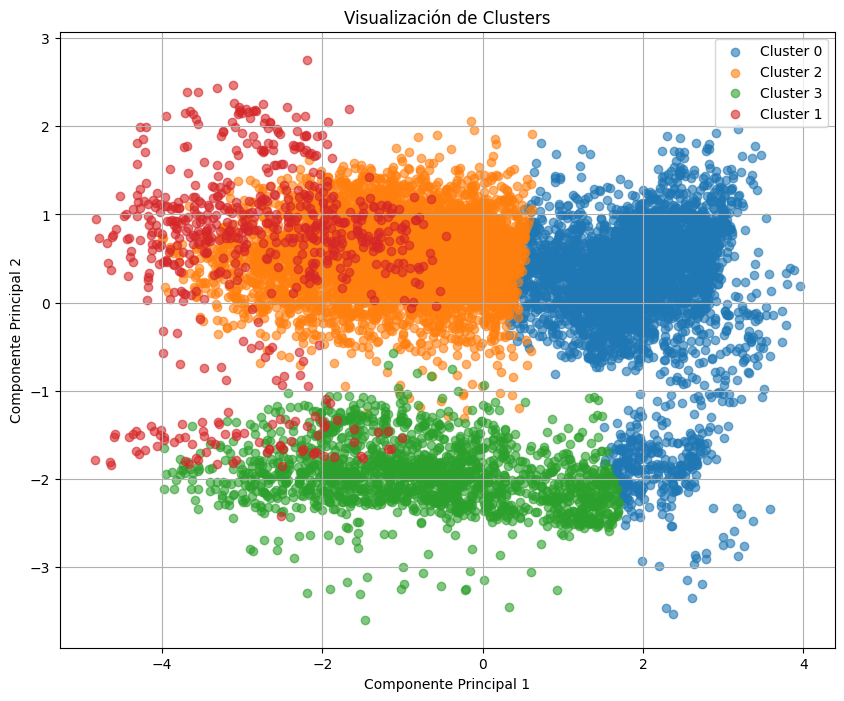 Visualización de Clusters
Cluster 0
Cluster 2
Cluster 3
Cluster 1
3
2
1
0
−1
−2
−3
Componente Principal 2
−4
−2
0
2
4
Componente Principal 1